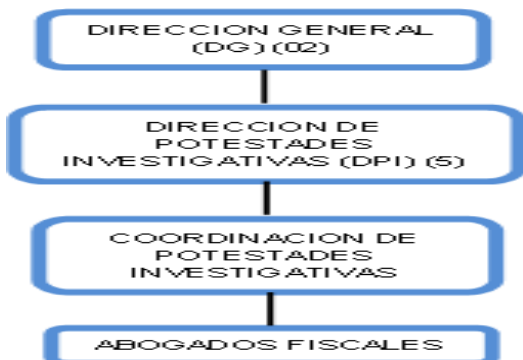 DIRECCION GENERAL
(DG) (02)
DIRECCION DE
POTESTADES
INVESTIGATIVAS (DPI) (5)
COORDINACION DE
POTESTADES
INVESTIGATIVAS
ABOGADOS FISCALES